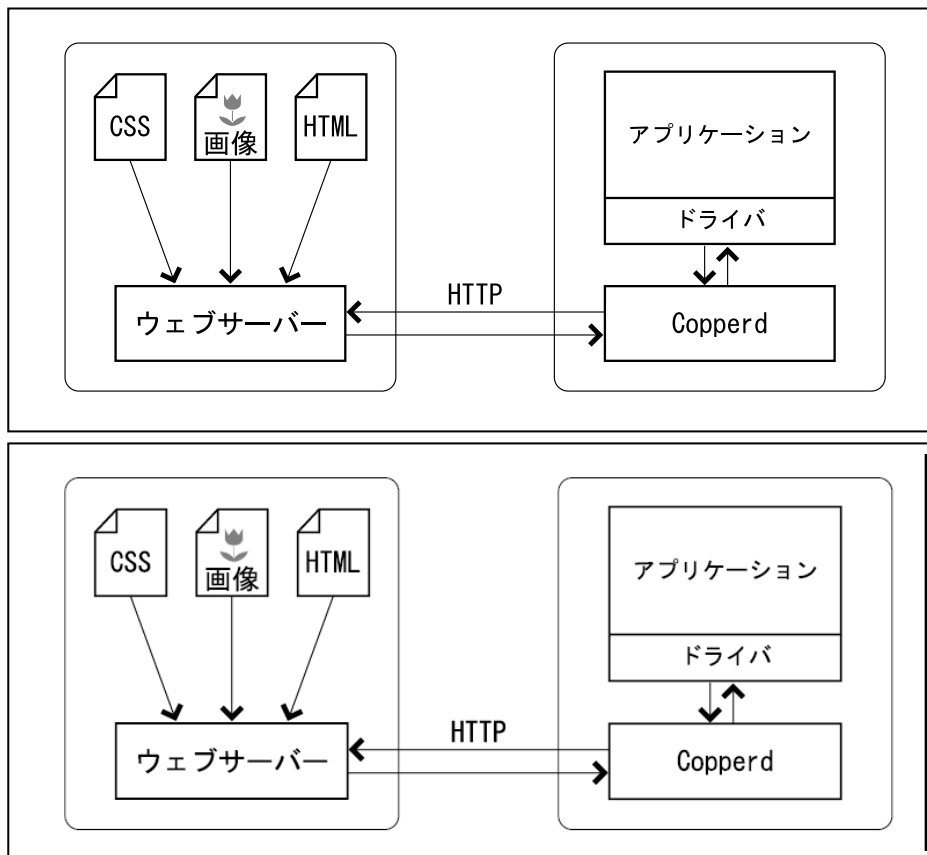 CSS
画像
HTML
アプリケーション
ドライバ
HTTP
ウェブサーバー
Copperd
CSS
画像
HTML
アプリケーション
ドライバ
HTTP
ウェブサーバー
Copperd